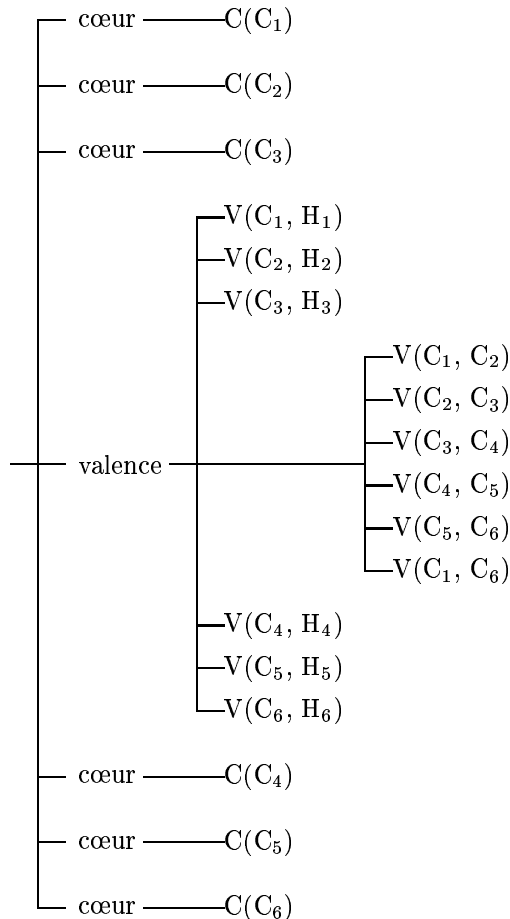 cœur C(C₁)
cœur C(C₂)
cœur C(C₃)
V(C₁, H₁)
V(C₂, H₂)
V(C₃, H₃)
V(C₁, C₂)
V(C₂, C₃)
V(C₃, C₄)
valence
V(C₄, C₅)
V(C₅, C₆)
V(C₁, C₆)
V(C₄, H₄)
V(C₅, H₅)
V(C₆, H₆)
cœur C(C₄)
cœur C(C₅)
cœur C(C₆)